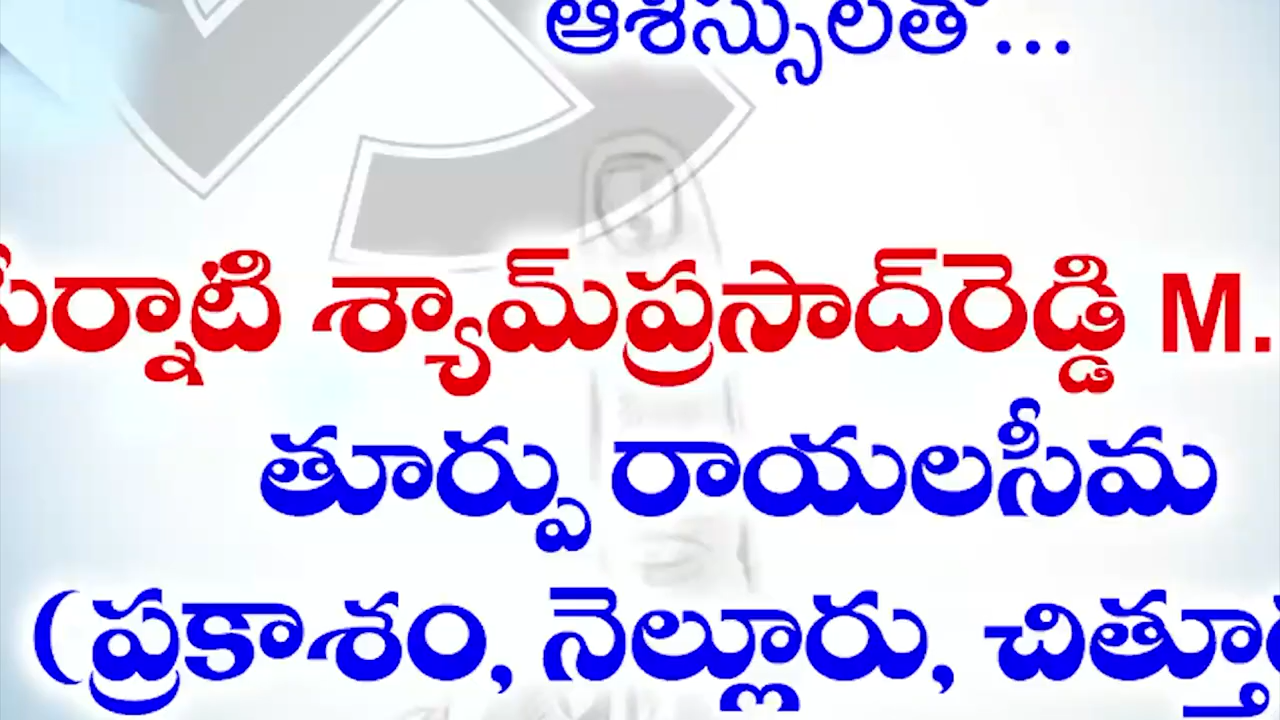 ఆశీస్సులతో...
పేర్నాటి శ్యామ్‌ప్రసాద్‌రెడ్డి M.
తూర్పు రాయలసీమ
(ప్రకాశం, నెల్లూరు, చిత్తూరు